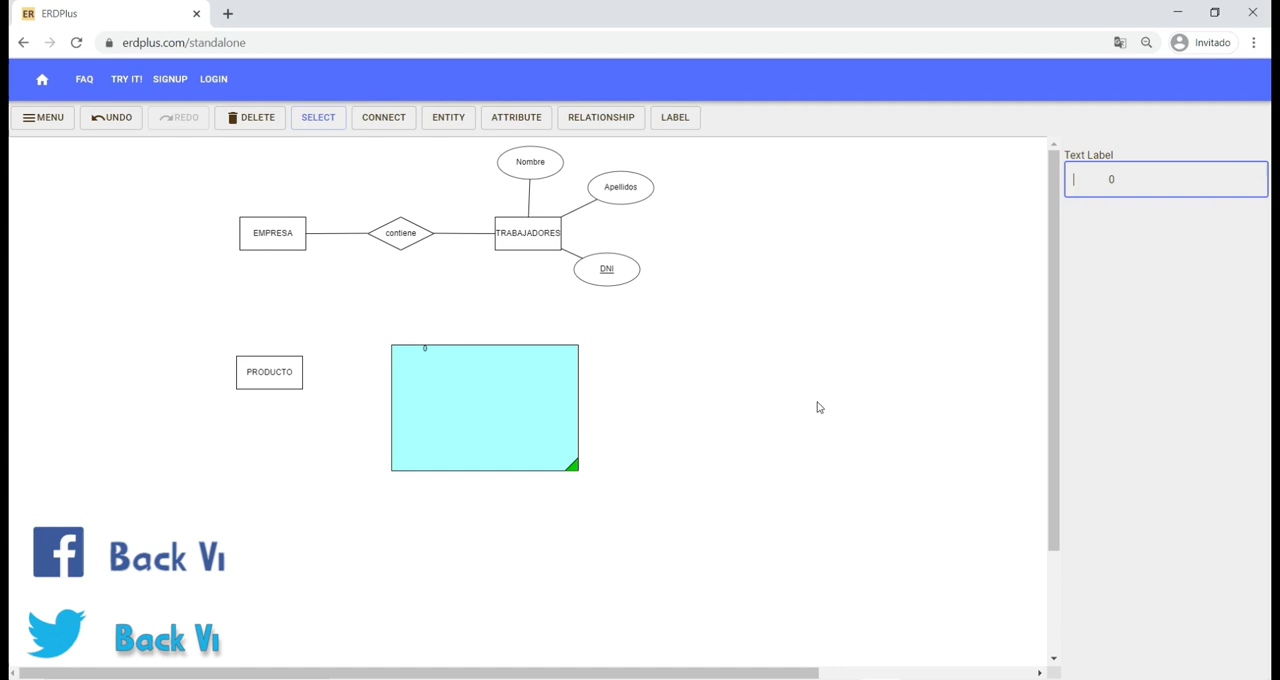 ER ERDPlus
erdplus.com/standalone
Invitado
FAQ TRY IT! SIGNUP LOGIN
MENU UNDO REDO DELETE SELECT CONNECT ENTITY ATTRIBUTE RELATIONSHIP LABEL
Text Label
0
Nombre
Apellidos
EMPRESA contiene TRABAJADORES
DNI
0
PRODUCTO
f Back Vi
Back Vi